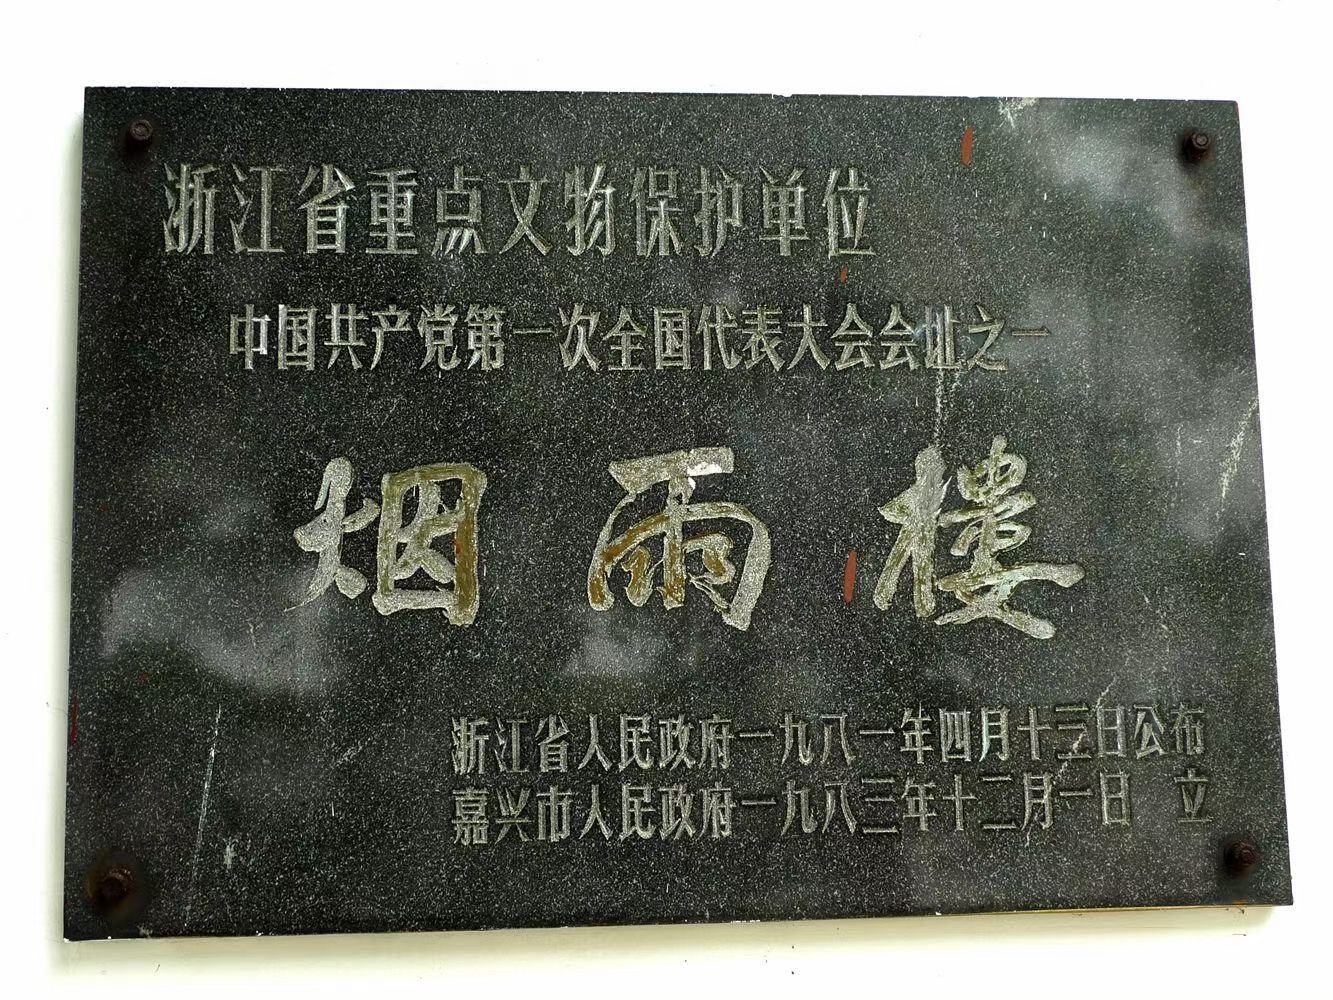 浙江省重点文物保护单位
中国共产党第一次全国代表大会会址之一
烟雨楼
浙江省人民政府一九八一年四月十三日公布
嘉兴市人民政府一九八三年十二月一日 立